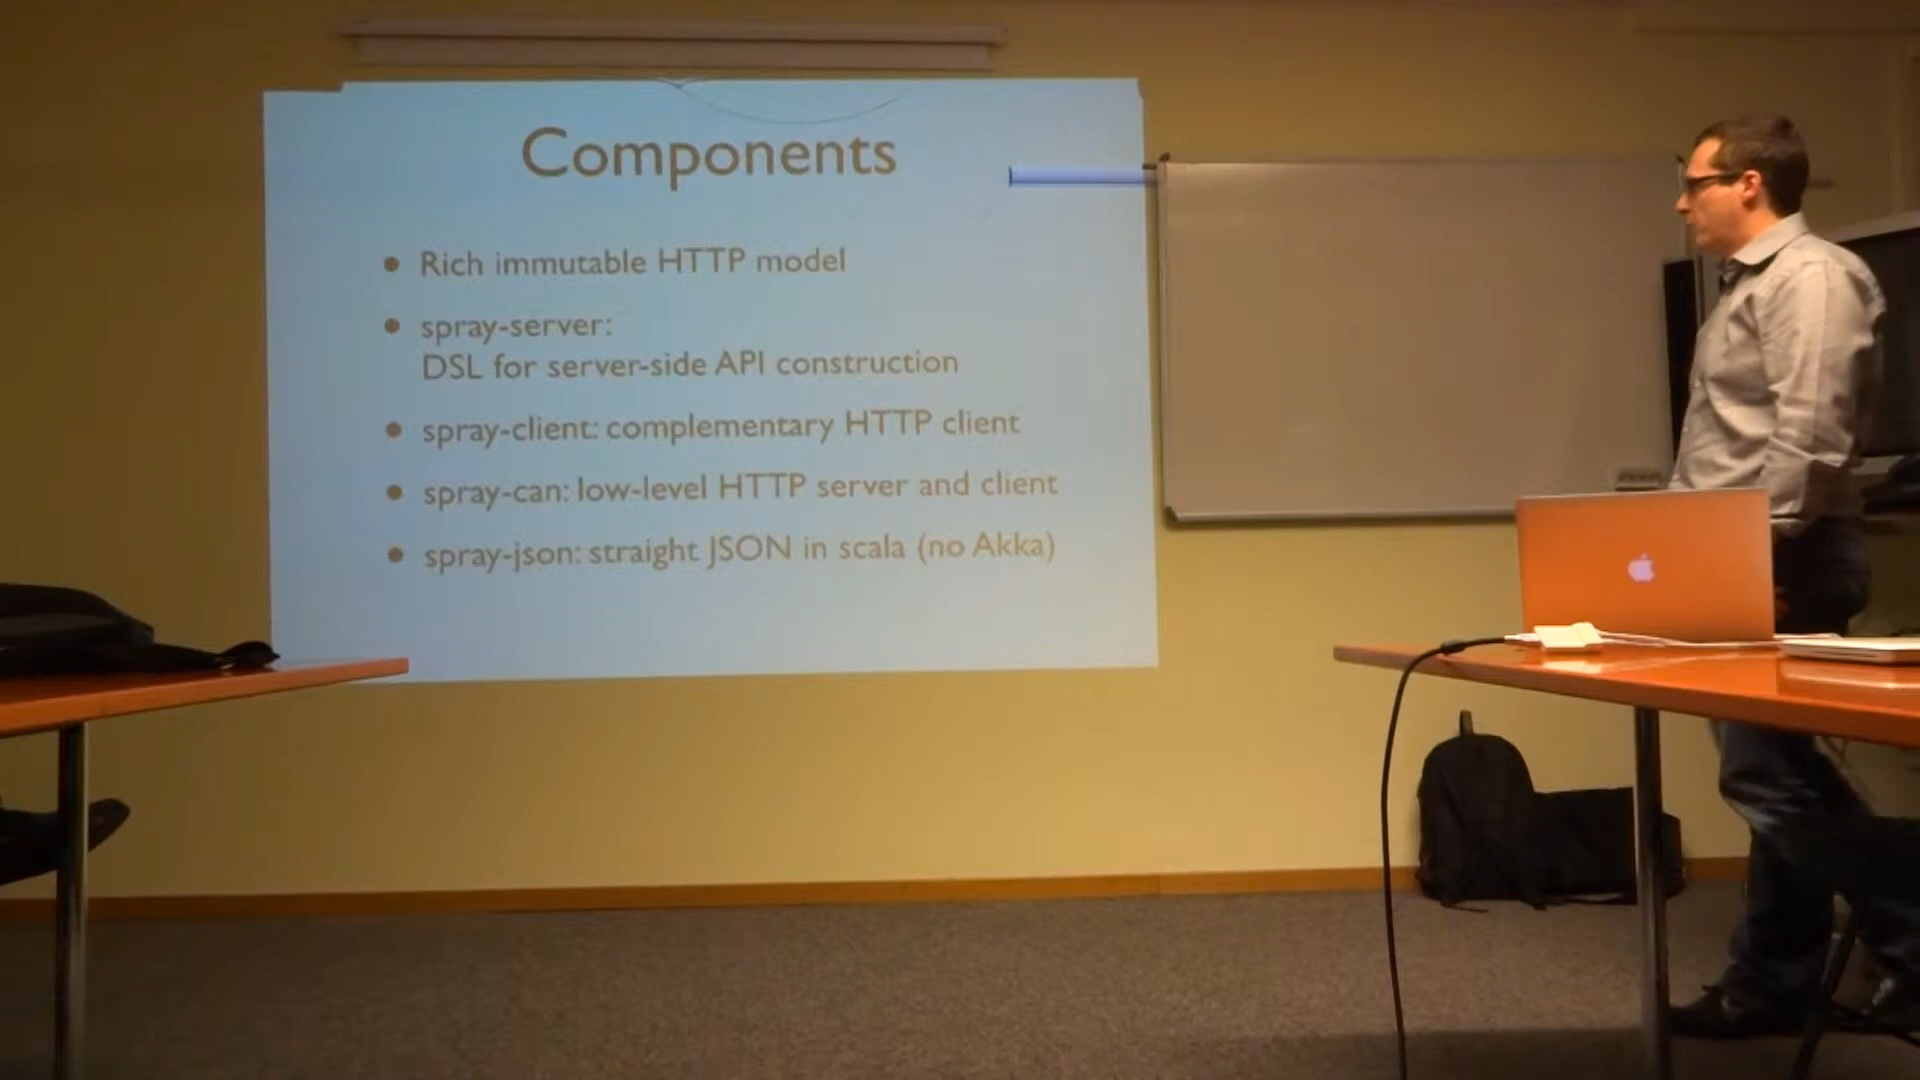 Components
Rich immutable HTTP model
spray-server:
DSL for server-side API construction
spray-client: complementary HTTP client
spray-can: low-level HTTP server and client
spray-json: straight JSON in scala (no Akka)